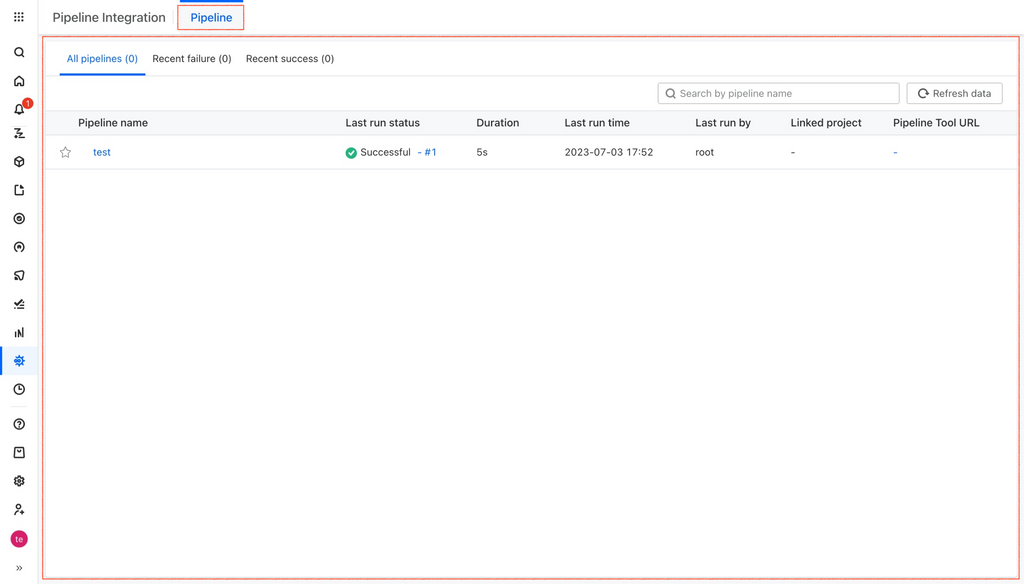 Pipeline Integration Pipeline
All pipelines (0) Recent failure (0) Recent success (0)
1
Search by pipeline name Refresh data
Pipeline name Last run status Duration Last run time Last run by Linked project Pipeline Tool URL
test Successful - #1 5s 2023-07-03 17:52 root - -
te